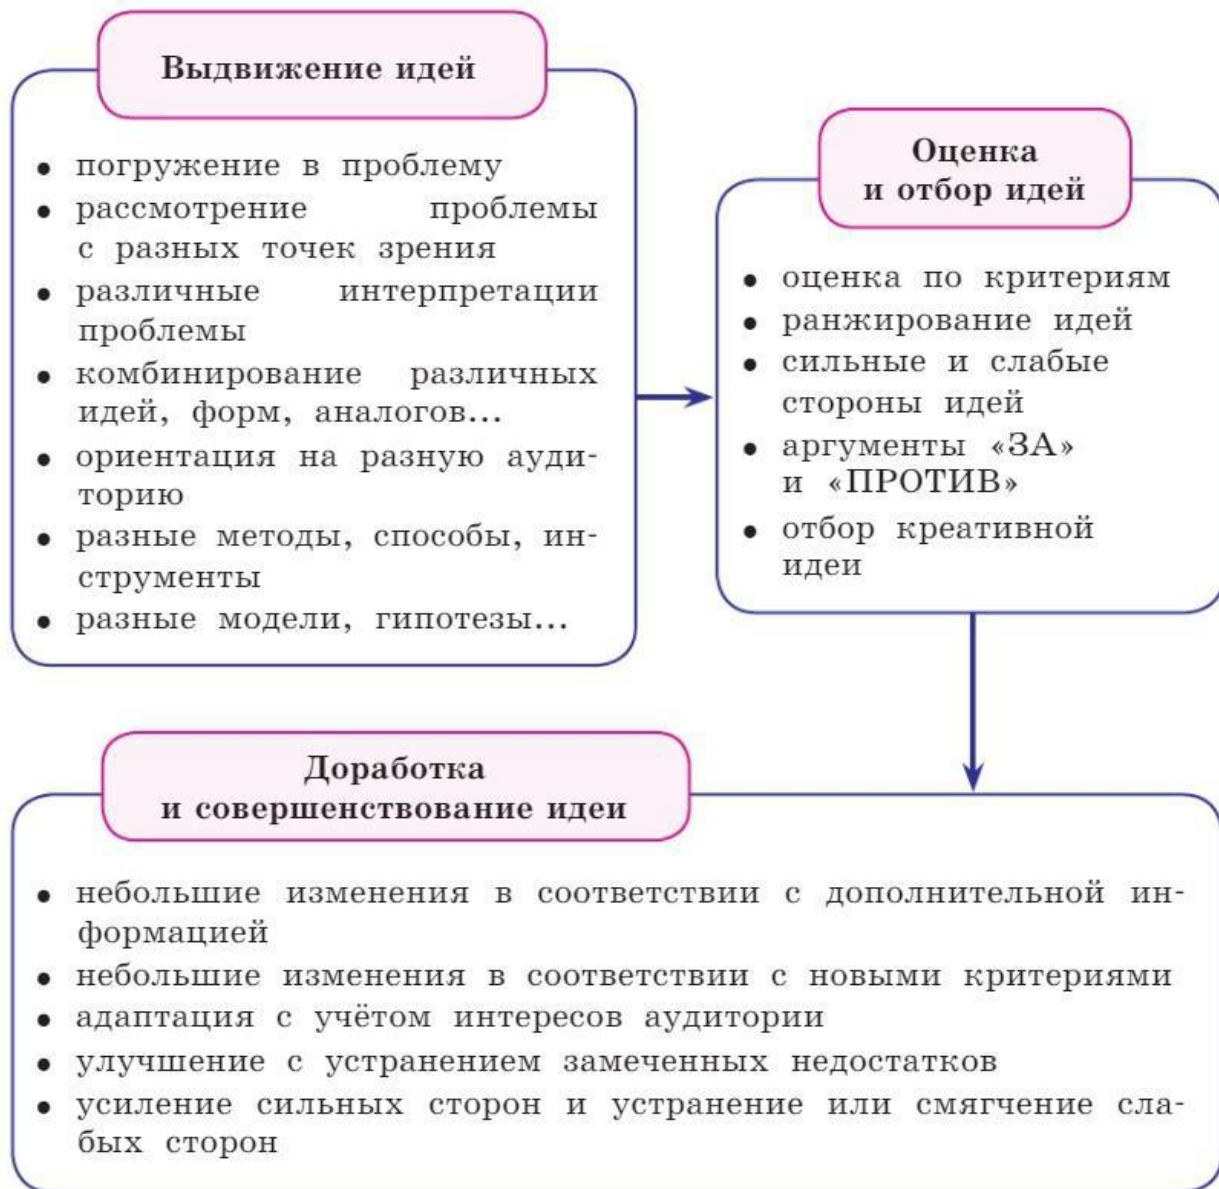 Выдвижение идей
• погружение в проблему
• рассмотрение проблемы
с разных точек зрения
• различные интерпретации
проблемы
• комбинирование различных
идей, форм, аналогов...
• ориентация на разную ауди-
торию
• разные методы, способы, ин-
струменты
• разные модели, гипотезы...
Оценка
и отбор идей
• оценка по критериям
• ранжирование идей
• сильные и слабые
стороны идей
• аргументы «ЗА»
и «ПРОТИВ»
• отбор креативной
идеи
Доработка
и совершенствование идеи
• небольшие изменения в соответствии с дополнительной ин-
формацией
• небольшие изменения в соответствии с новыми критериями
• адаптация с учётом интересов аудитории
• улучшение с устранением замеченных недостатков
• усиление сильных сторон и устранение или смягчение сла-
бых сторон